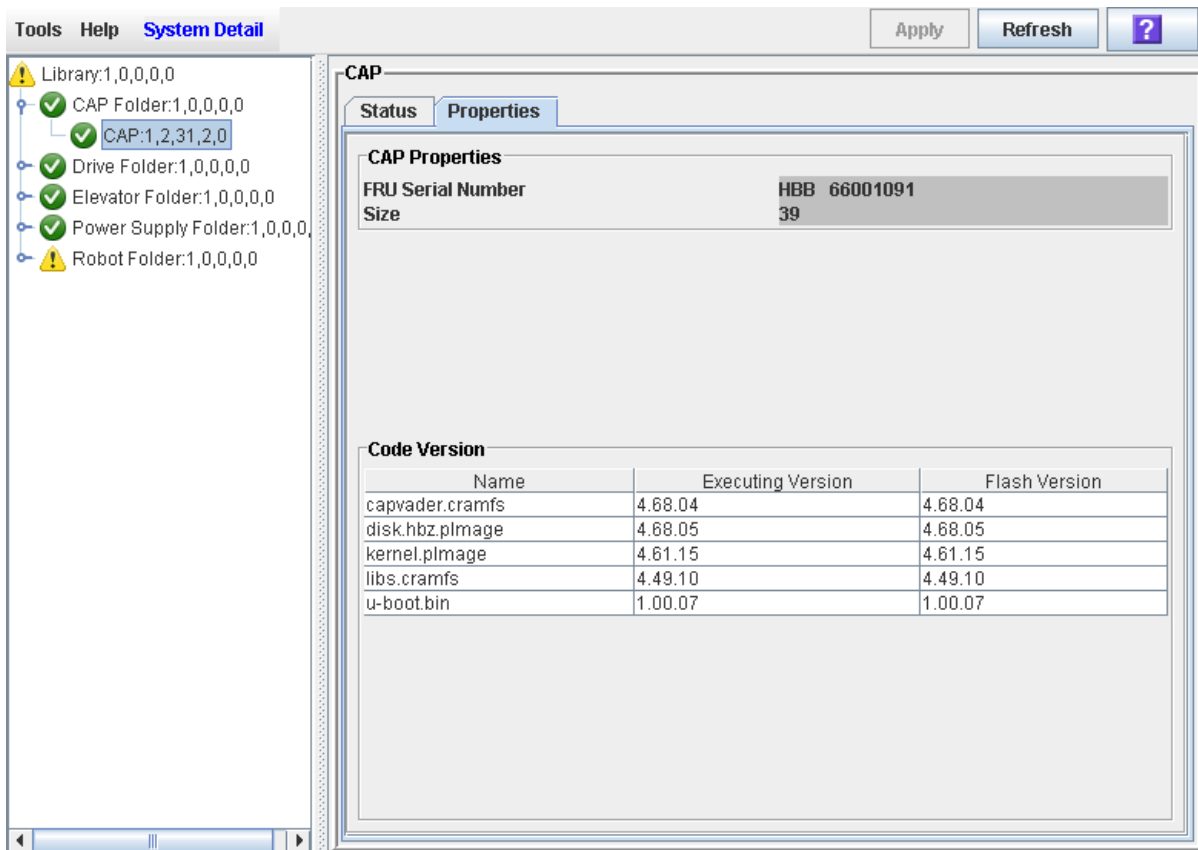 Tools Help System Detail Apply Refresh ?
Library:1,0,0,0,0
CAP Folder:1,0,0,0,0
CAP:1,2,31,2,0
Drive Folder:1,0,0,0,0
Elevator Folder:1,0,0,0,0
Power Supply Folder:1,0,0,0,
Robot Folder:1,0,0,0,0
CAP
Status Properties
CAP Properties
FRU Serial Number HBB 66001091
Size 39
Code Version
Name Executing Version Flash Version
capvader.cramfs 4.68.04 4.68.04
disk.hbz.pImage 4.68.05 4.68.05
kernel.pImage 4.61.15 4.61.15
libs.cramfs 4.49.10 4.49.10
u-boot.bin 1.00.07 1.00.07